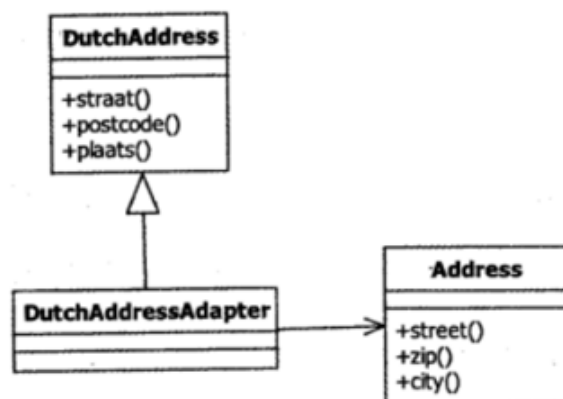 DutchAddress
+straat()
+postcode()
+plaats()
DutchAddressAdapter
Address
+street()
+zip()
+city()